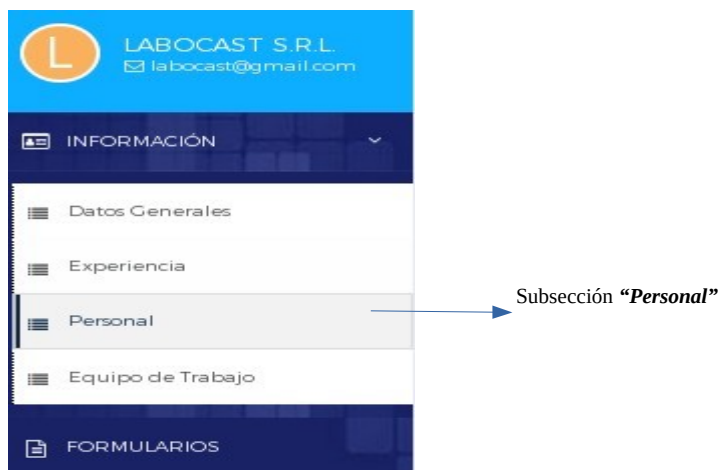 L
LABOCAST S.R.L.
labocast@gmail.com
INFORMACIÓN
Datos Generales
Experiencia
Personal
Subsección “Personal”
Equipo de Trabajo
FORMULARIOS